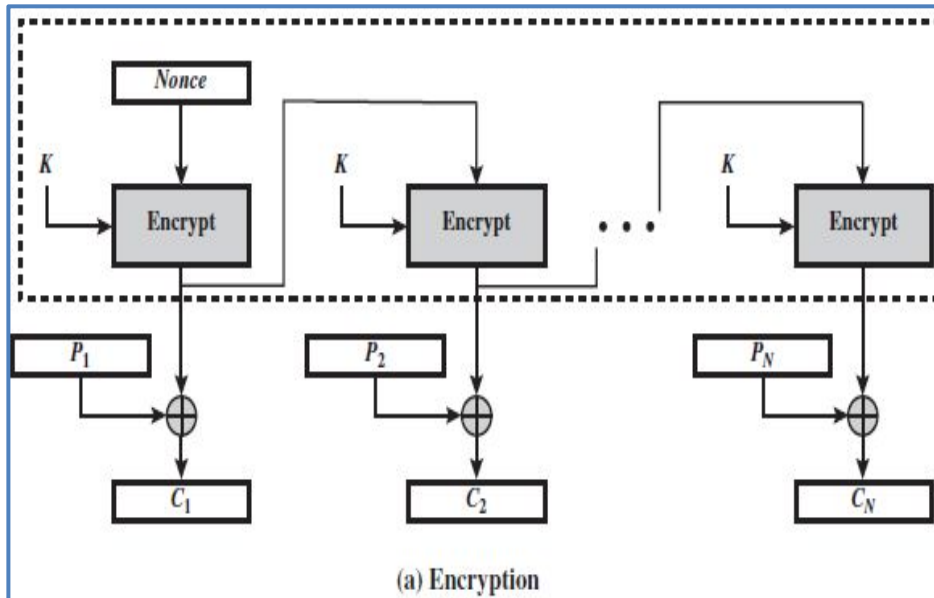 Nonce
K K K
Encrypt Encrypt • • • Encrypt
P1 P2 PN
C1 C2 CN
(a) Encryption